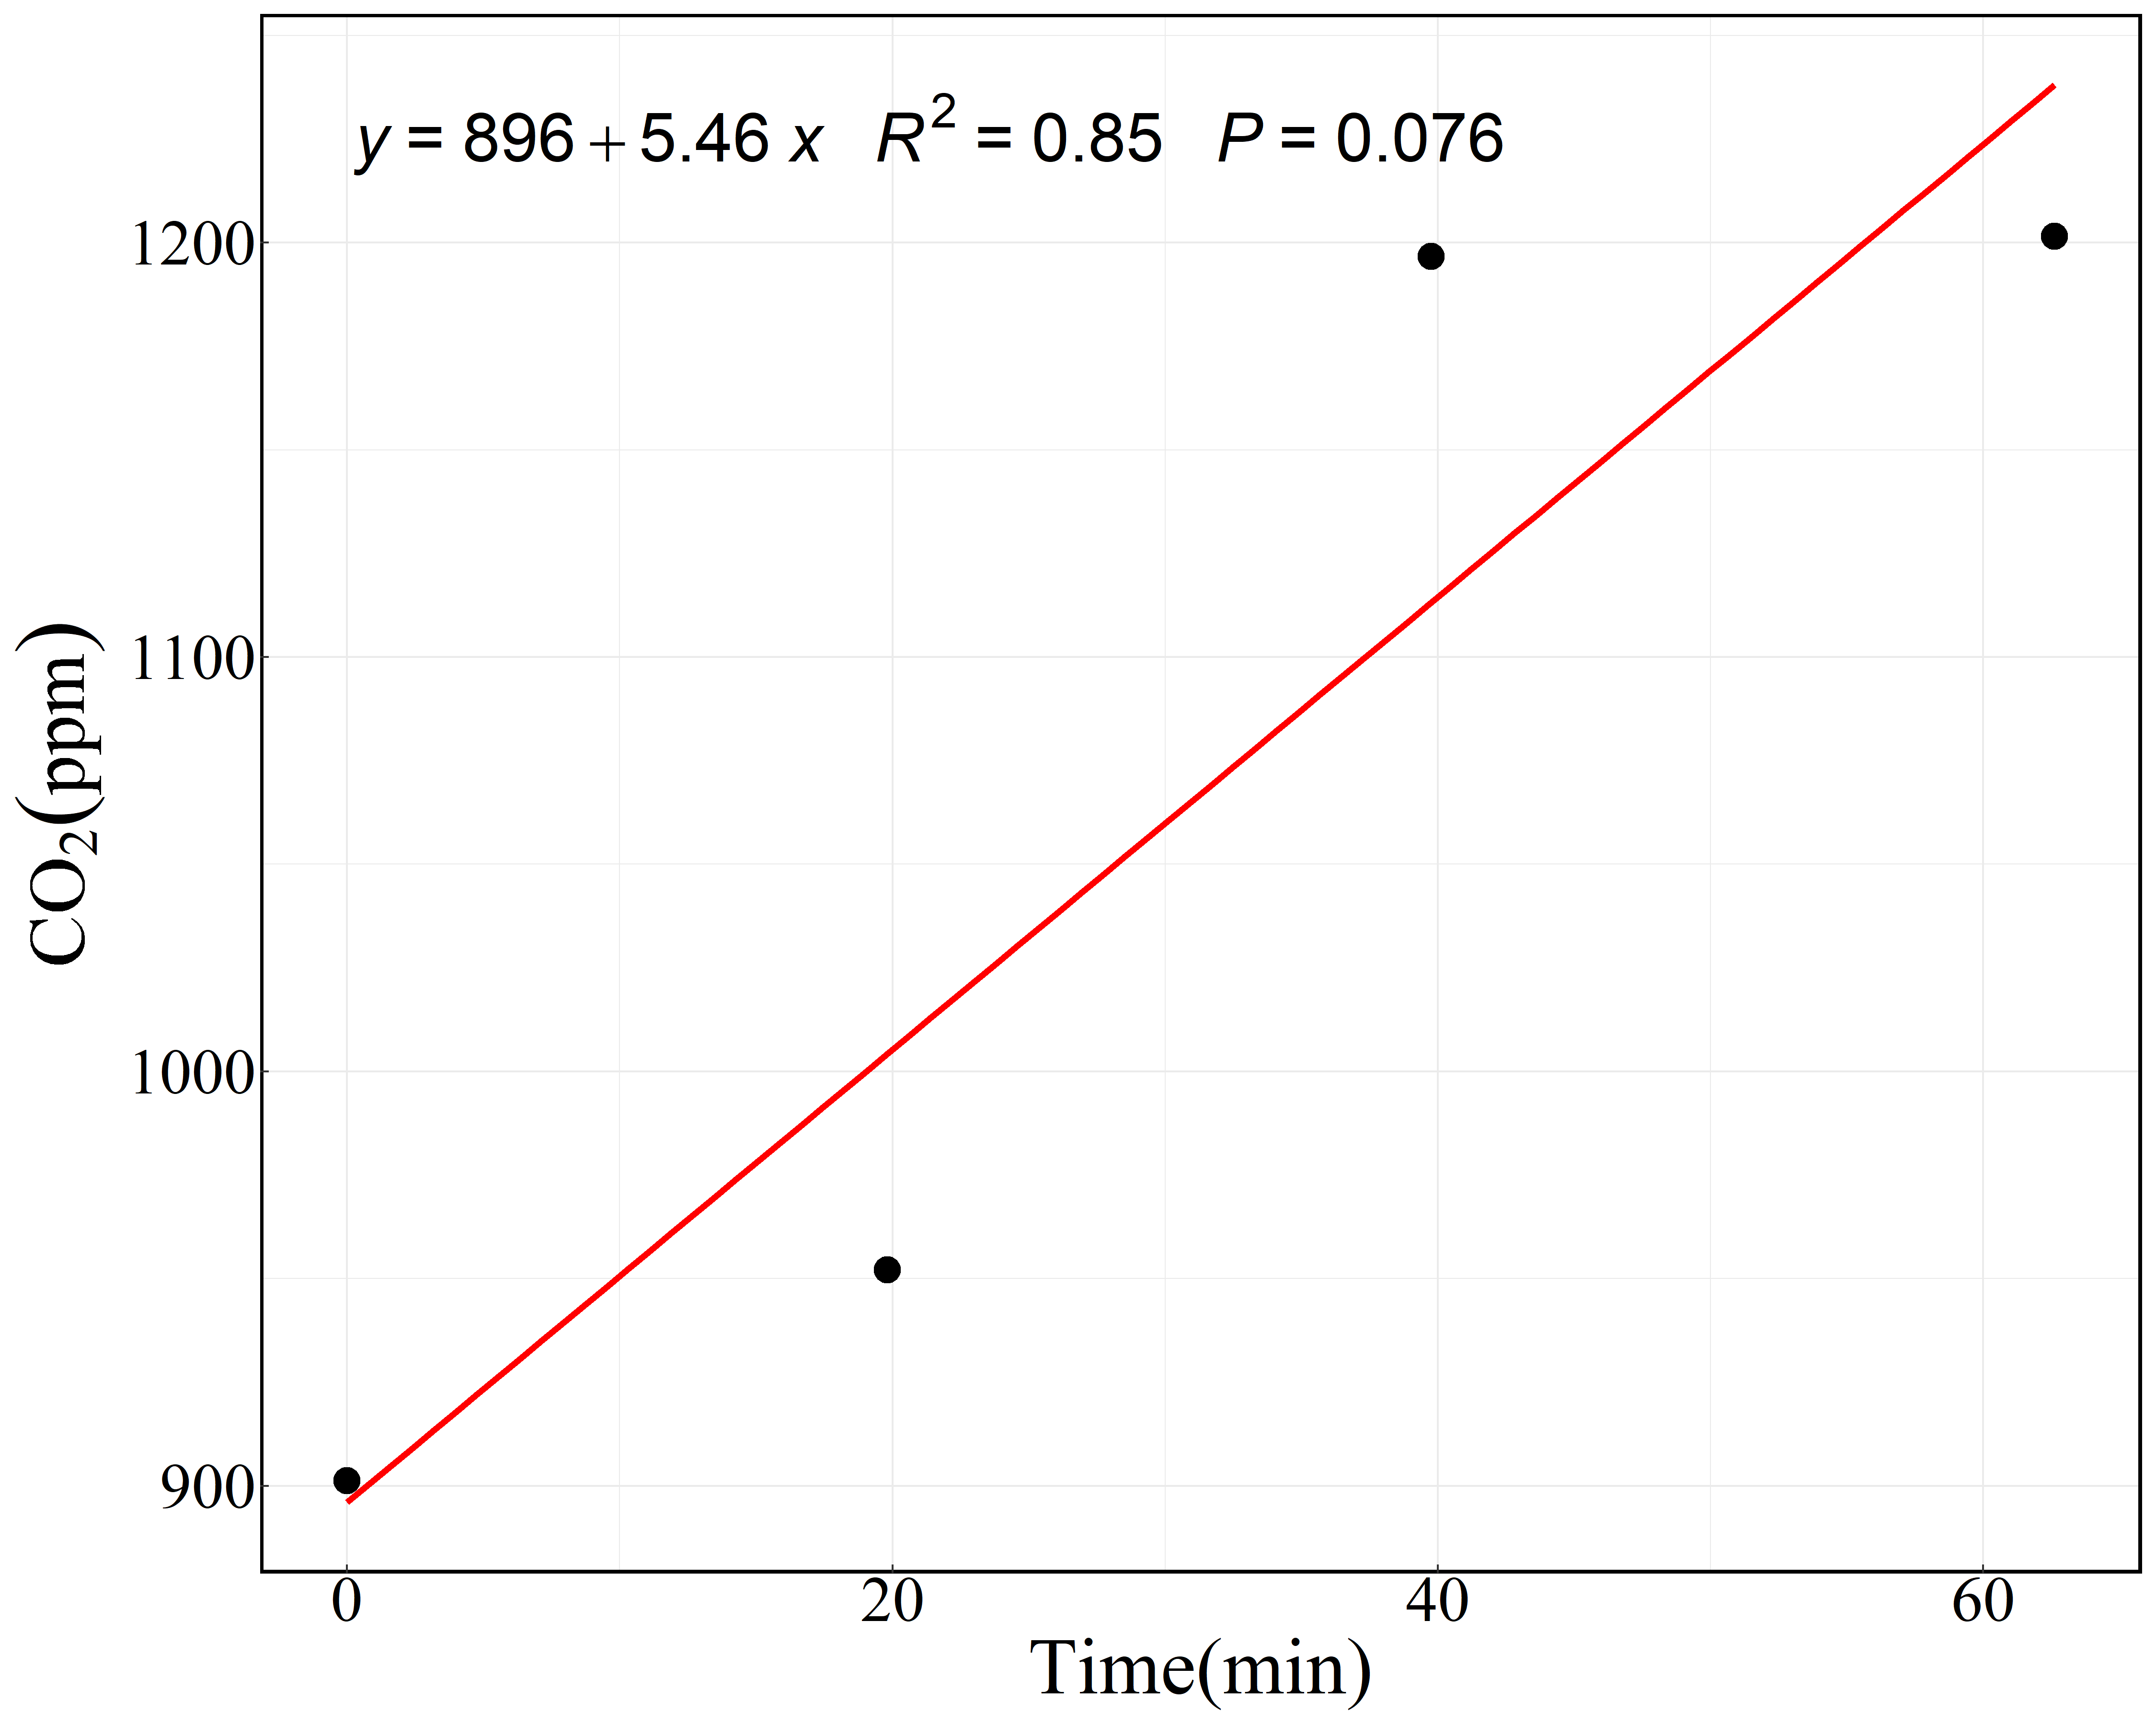 y = 896 + 5.46 x R² = 0.85 P = 0.076
1200
1100
1000
900
CO₂(ppm)
0 20 40 60
Time(min)